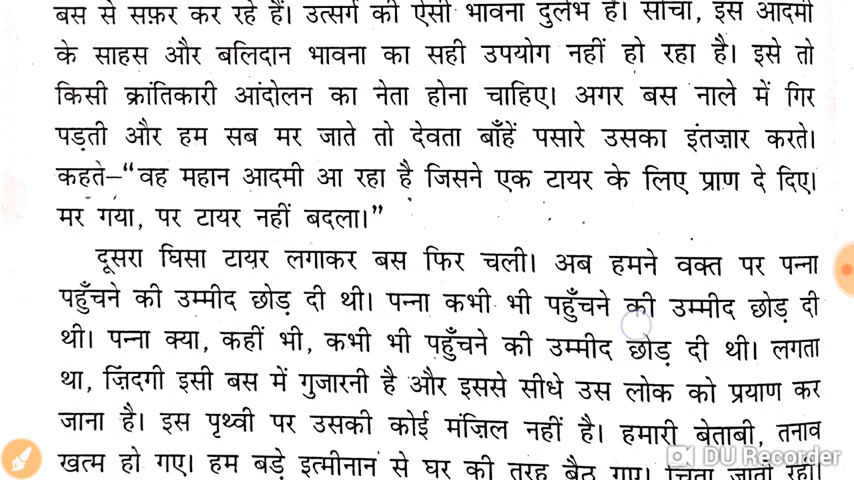 बस से सफ़र कर रहे हैं। उत्सर्ग की ऐसी भावना दुर्लभ है। सोचा, इस आदमी
के साहस और बलिदान भावना का सही उपयोग नहीं हो रहा है। इसे तो
किसी क्रांतिकारी आंदोलन का नेता होना चाहिए। अगर बस नाले में गिर
पड़ती और हम सब मर जाते तो देवता बाँहें पसारे उसका इंतज़ार करते।
कहते–“वह महान आदमी आ रहा है जिसने एक टायर के लिए प्राण दे दिए।
मर गया, पर टायर नहीं बदला।”
दूसरा घिसा टायर लगाकर बस फिर चली। अब हमने वक्त पर पन्ना
पहुँचने की उम्मीद छोड़ दी थी। पन्ना कभी भी पहुँचने की उम्मीद छोड़ दी
थी। पन्ना क्या, कहीं भी, कभी भी पहुँचने की उम्मीद छोड़ दी थी। लगता
था, ज़िंदगी इसी बस में गुजारनी है और इससे सीधे उस लोक को प्रयाण कर
जाना है। इस पृथ्वी पर उसकी कोई मंज़िल नहीं है। हमारी बेताबी, तनाव
खत्म हो गए। हम बड़े इत्मीनान से घर की तरह बैठ गए। चिंता जाती रही।
DU Recorder